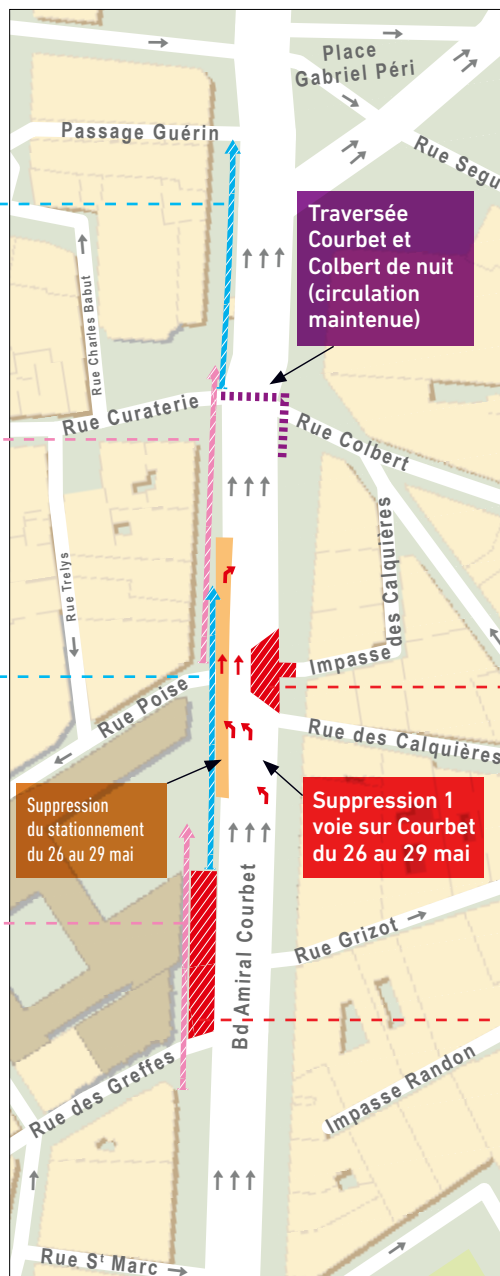 Place
Gabriel Péri
Passage Guérin
Rue Segu
Traversée
Courbet et
Colbert de nuit
(circulation
maintenue)
Rue Charles Babut
Rue Curaterie
Rue Colbert
Rue Trelys
Impasse
des Calquières
Rue Poise
Rue des Calquières
Suppression
du stationnement
du 26 au 29 mai
Suppression 1
voie sur Courbet
du 26 au 29 mai
Bd Amiral Courbet
Rue Grizot
Rue des Greffes
Impasse Randon
Rue St Marc